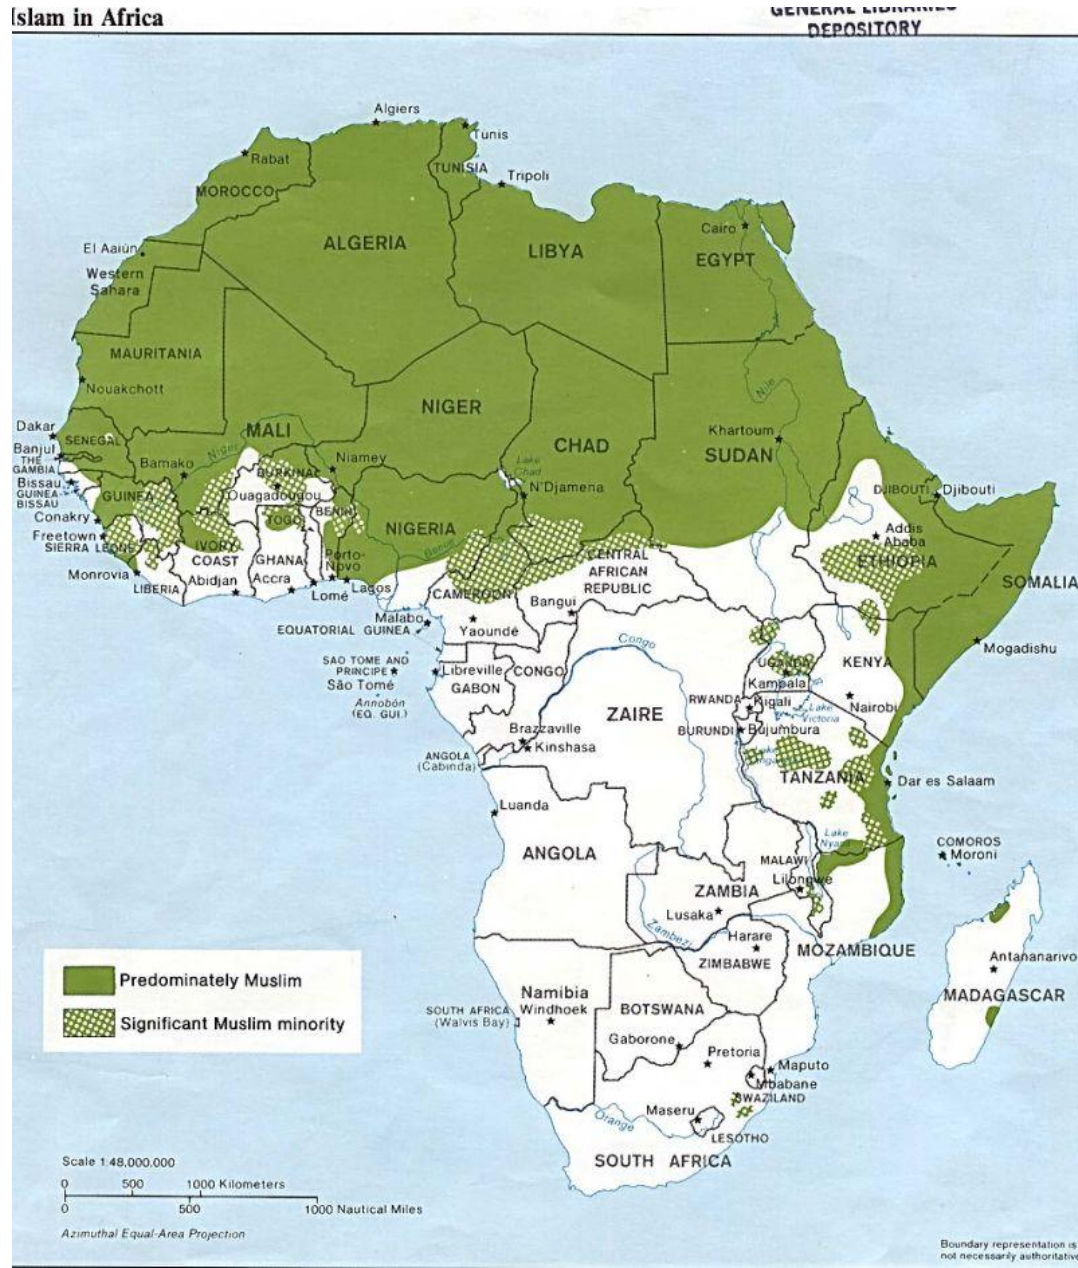 Islam in Africa
GENERAL LIBRARIES
DEPOSITORY
Algiers
Tunis
Rabat
TUNISIA
Tripoli
MOROCCO
Cairo
El Aaiún
ALGERIA
LIBYA
EGYPT
Western
Sahara
MAURITANIA
Nile
Nouakchott
NIGER
Dakar
SENEGAL
MALI
CHAD
Khartoum
SUDAN
Banjul
THE
GAMBIA
Niger
Bamako
Niamey
Lake
Chad
BURKINA
Bissau
GUINEA-
BISSAU
GUINEA
Ouagadougou
N'Djamena
DJIBOUTI
Djibouti
BENIN
Conakry
TOGO
NIGERIA
Addis
Ababa
Freetown
SIERRA LEONE
IVORY
COAST
GHANA
Porto-
Novo
Benue
CENTRAL
AFRICAN
REPUBLIC
ETHIOPIA
SOMALIA
Monrovia
LIBERIA
Abidjan
Accra
Lomé
Lagos
CAMEROON
Bangui
Malabo
EQUATORIAL GUINEA
Yaoundé
Congo
Mogadishu
SAO TOME AND
PRINCIPE
São Tomé
Libreville
GABON
CONGO
UGANDA
KENYA
Kampala
Annobón
(EQ. GUI.)
RWANDA
Kigali
Lake
Victoria
Nairobi
ZAIRE
BURUNDI
Bujumbura
Brazzaville
Kinshasa
ANGOLA
(Cabinda)
Lake
TANZANIA
Dar es Salaam
Luanda
Lake
Nyasa
COMOROS
Moroni
ANGOLA
MALAWI
Lilongwe
ZAMBIA
Lusaka
Zambezi
Harare
MOZAMBIQUE
ZIMBABWE
Antananarivo
MADAGASCAR
Predominately Muslim
Significant Muslim minority
Namibia
Windhoek
SOUTH AFRICA
(Walvis Bay)
BOTSWANA
Gaborone
Pretoria
Maputo
Mbabane
SWAZILAND
Maseru
Orange
LESOTHO
SOUTH AFRICA
Scale 1:48,000,000
0 500 1000 Kilometers
0 500 1000 Nautical Miles
Azimuthal Equal-Area Projection
Boundary representation is
not necessarily authoritative